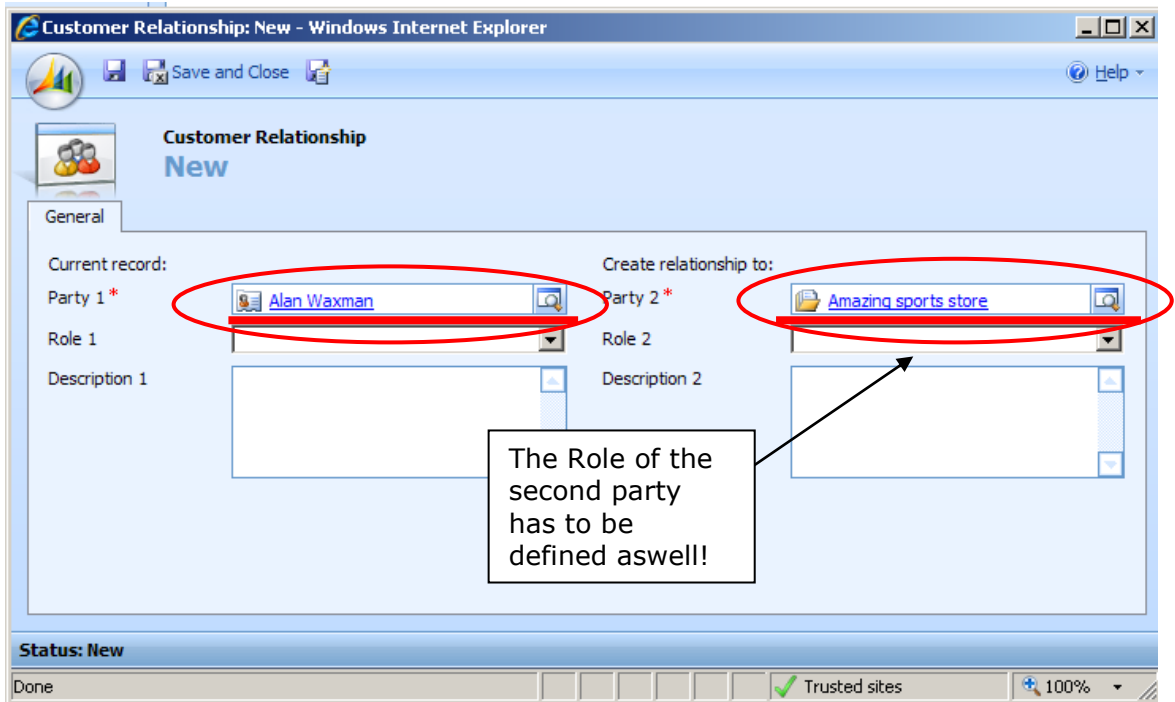 Customer Relationship: New - Windows Internet Explorer
Save and Close
Help
Customer Relationship
New
General
Current record:
Create relationship to:
Party 1*
Alan Waxman
Party 2*
Amazing sports store
Role 1
Role 2
Description 1
Description 2
The Role of the
second party
has to be
defined aswell!
Status: New
Done
Trusted sites
100%